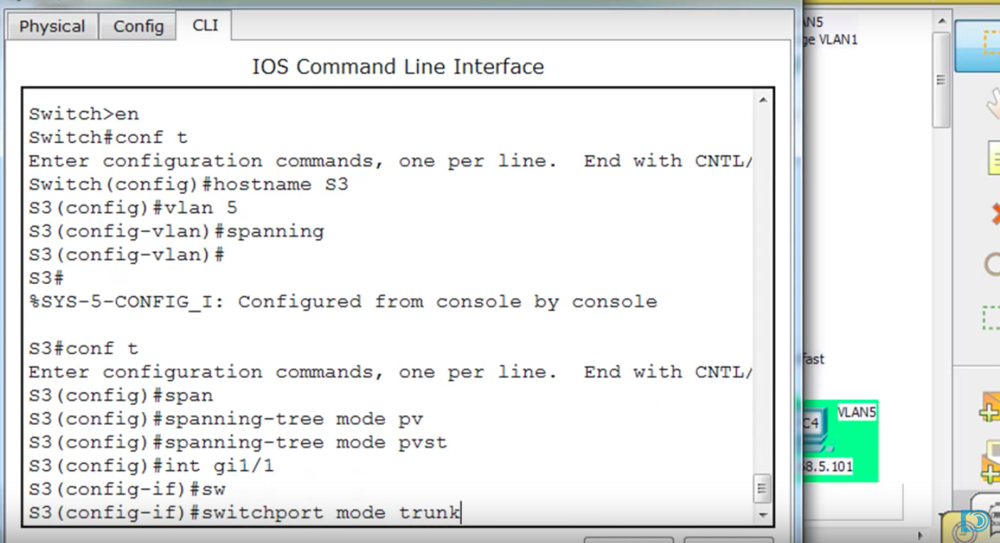 Physical
Config
CLI
IOS Command Line Interface
Switch>en
Switch#conf t
Enter configuration commands, one per line.  End with CNTL/
Switch(config)#hostname S3
S3(config)#vlan 5
S3(config-vlan)#spanning
S3(config-vlan)#
S3#
%SYS-5-CONFIG_I: Configured from console by console
S3#conf t
Enter configuration commands, one per line.  End with CNTL/
S3(config)#span
S3(config)#spanning-tree mode pv
S3(config)#spanning-tree mode pvst
S3(config)#int gi1/1
S3(config-if)#sw
S3(config-if)#switchport mode trunk
AN5
ge VLAN1
fast
VLAN5
C4
8.5.101